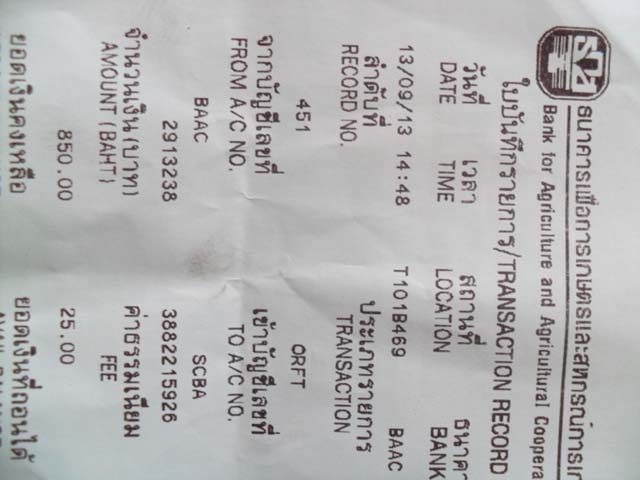 ธกส
ธนาคารเพื่อการเกษตรและสหกรณ์การเก
Bank for Agriculture and Agricultural Coopera
ใบบันทึกรายการ/TRANSACTION RECORD
วันที่ เวลา สถานที่ ธนาคา
DATE TIME LOCATION BANK
13/09/13 14:48 T101B469 BAAC
ลำดับที่ ประเภทรายการ
RECORD NO. TRANSACTION
451 ORFT
จากบัญชีเลขที่ เข้าบัญชีเลขที่
FROM A/C NO. TO A/C NO.
BAAC SCBA
2913238 3882215926
จำนวนเงิน(บาท) ค่าธรรมเนียม
AMOUNT (BAHT) FEE
850.00 25.00
ยอดเงินคงเหลือ ยอดเงินที่ถอนได้